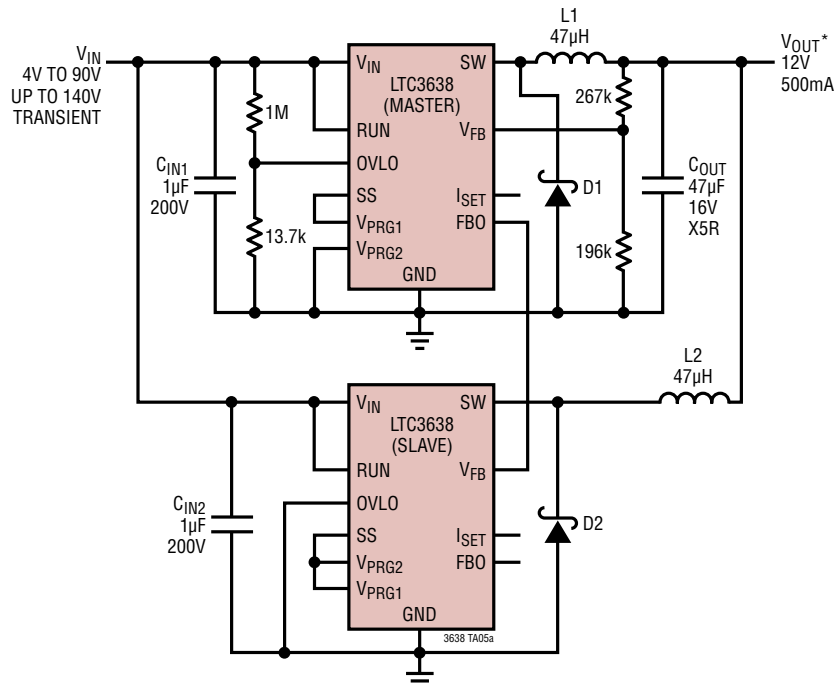 VIN
4V TO 90V
UP TO 140V
TRANSIENT
CIN1
1µF
200V
1M
13.7k
VIN
RUN
OVLO
SS
VPRG1
VPRG2
GND
LTC3638
(MASTER)
SW
VFB
ISET
FBO
L1
47µH
D1
267k
196k
COUT
47µF
16V
X5R
VOUT*
12V
500mA
CIN2
1µF
200V
VIN
RUN
OVLO
SS
VPRG2
VPRG1
GND
LTC3638
(SLAVE)
SW
VFB
ISET
FBO
L2
47µH
D2
3638 TA05a